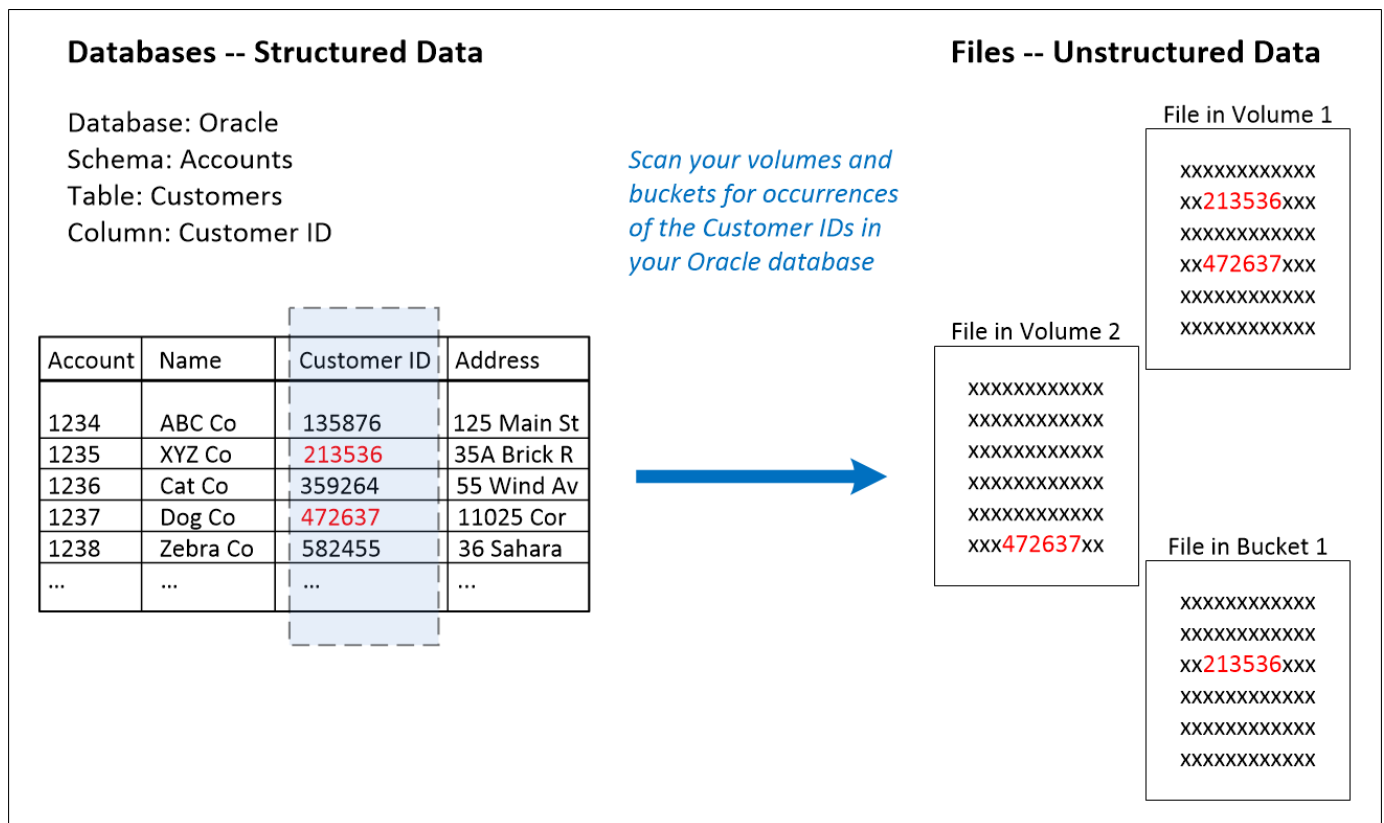 Databases -- Structured Data
Database: Oracle
Schema: Accounts
Table: Customers
Column: Customer ID
Account Name Customer ID Address
1234 ABC Co 135876 125 Main St
1235 XYZ Co 213536 35A Brick R
1236 Cat Co 359264 55 Wind Av
1237 Dog Co 472637 11025 Cor
1238 Zebra Co 582455 36 Sahara
... ... ... ...
Scan your volumes and
buckets for occurrences
of the Customer IDs in
your Oracle database
Files -- Unstructured Data
File in Volume 1
xxxxxxxxxxxx
xx213536xxx
xxxxxxxxxxxx
xx472637xxx
xxxxxxxxxxxx
xxxxxxxxxxxx
File in Volume 2
xxxxxxxxxxxx
xxxxxxxxxxxx
xxxxxxxxxxxx
xxxxxxxxxxxx
xxxxxxxxxxxx
xxx472637xx
File in Bucket 1
xxxxxxxxxxxx
xxxxxxxxxxxx
xx213536xxx
xxxxxxxxxxxx
xxxxxxxxxxxx
xxxxxxxxxxxx